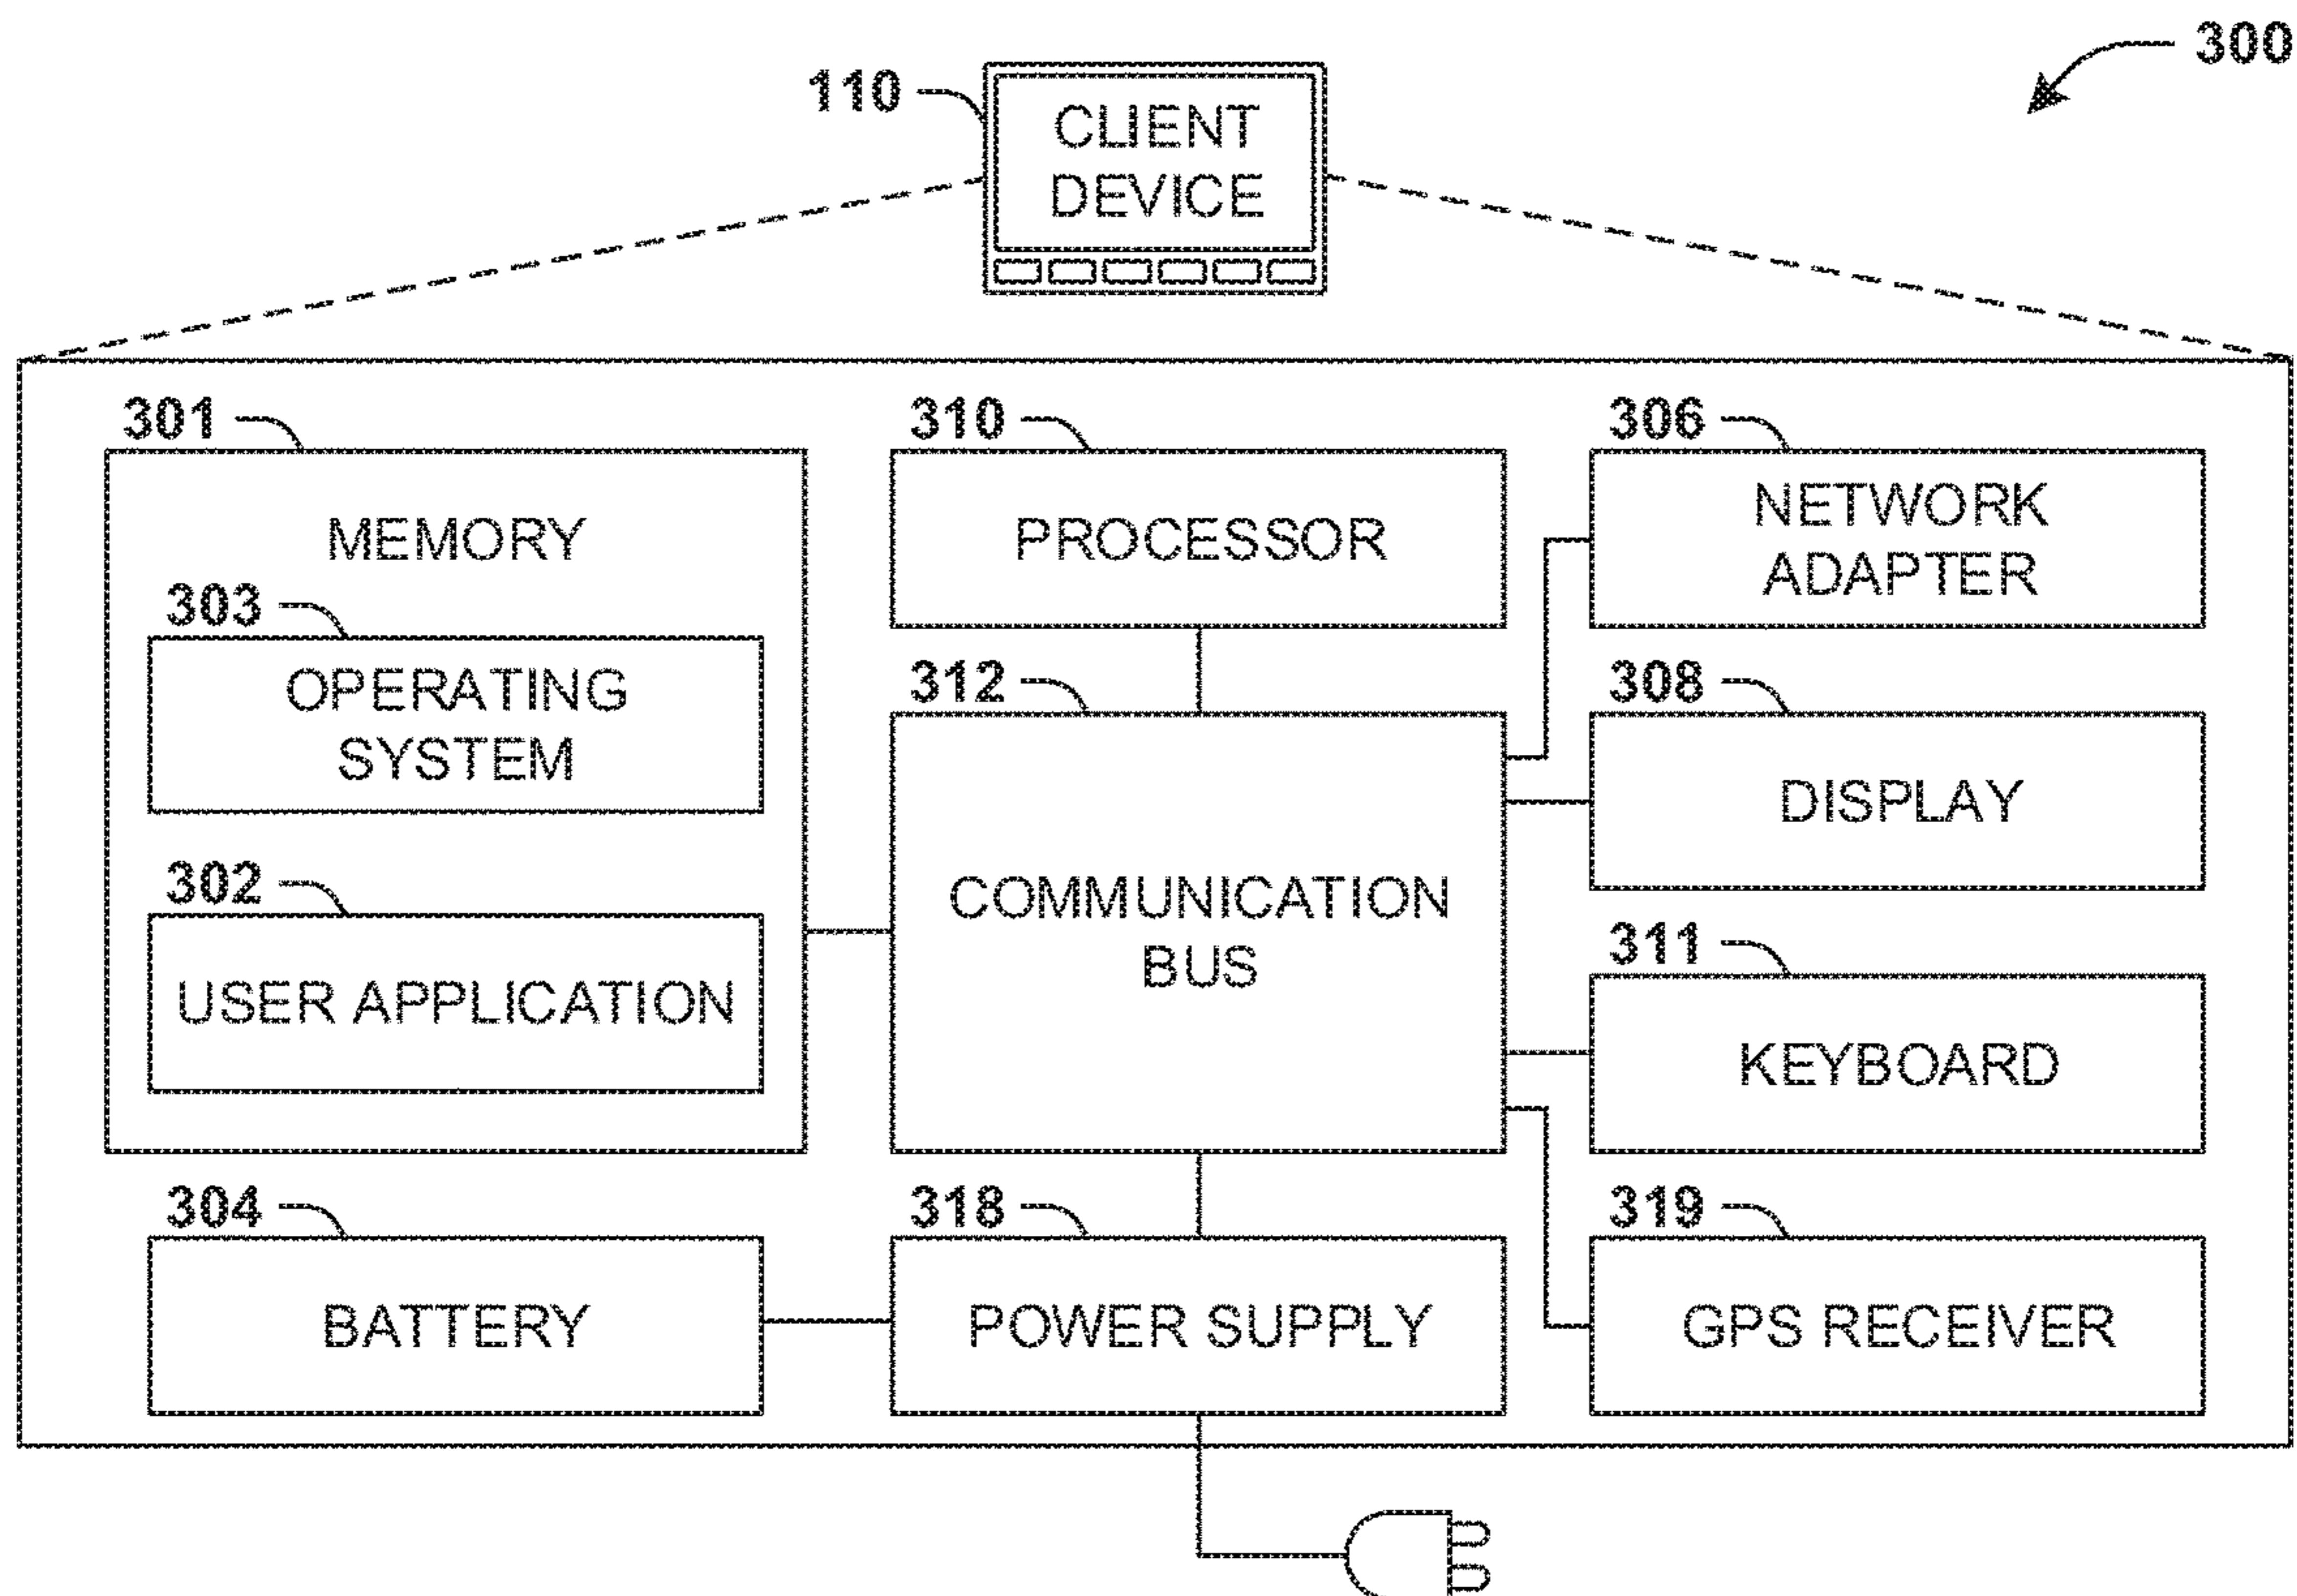 300
110
CLIENT
DEVICE
301
310
306
MEMORY
PROCESSOR
NETWORK
ADAPTER
303
OPERATING
SYSTEM
312
308
COMMUNICATION
BUS
DISPLAY
302
USER APPLICATION
311
KEYBOARD
304
318
319
BATTERY
POWER SUPPLY
GPS RECEIVER